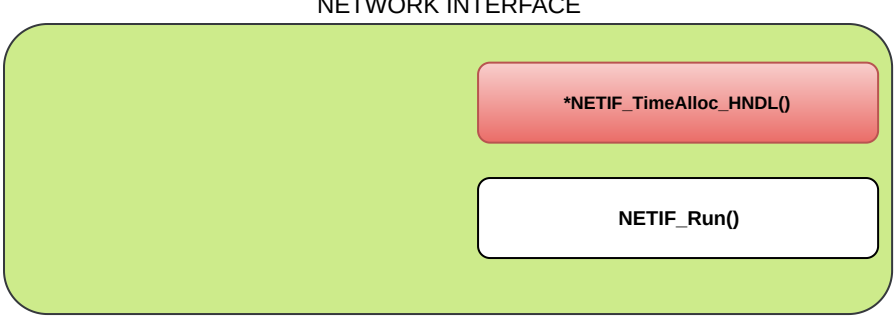 NETWORK INTERFACE
*NETIF_TimeAlloc_HNDL()
NETIF_Run()